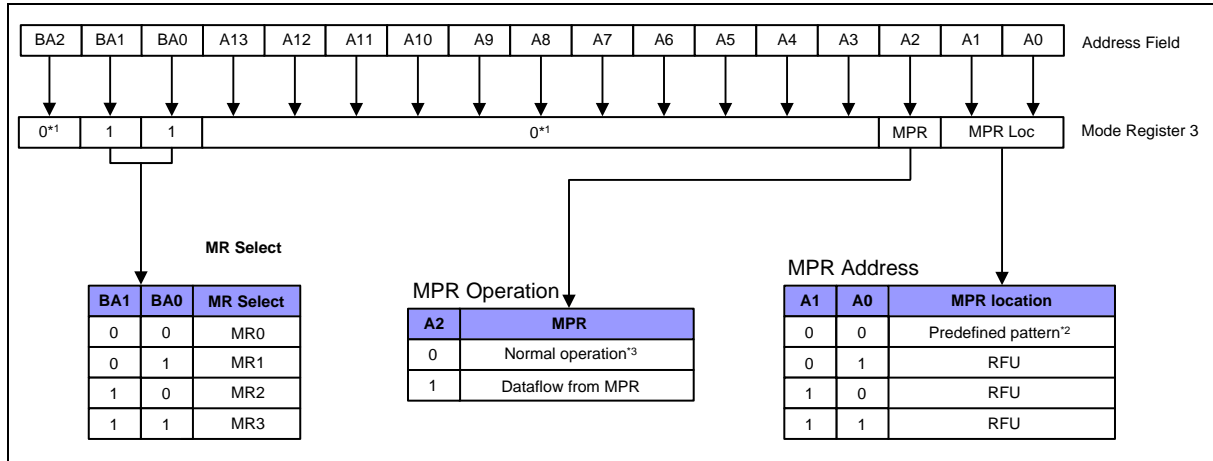 BA2 BA1 BA0 A13 A12 A11 A10 A9 A8 A7 A6 A5 A4 A3 A2 A1 A0 Address Field
0*1 1 1 0*1 MPR MPR Loc Mode Register 3
MR Select
BA1 BA0 MR Select
0 0 MR0
0 1 MR1
1 0 MR2
1 1 MR3
MPR Operation
A2 MPR
0 Normal operation*3
1 Dataflow from MPR
MPR Address
A1 A0 MPR location
0 0 Predefined pattern*2
0 1 RFU
1 0 RFU
1 1 RFU